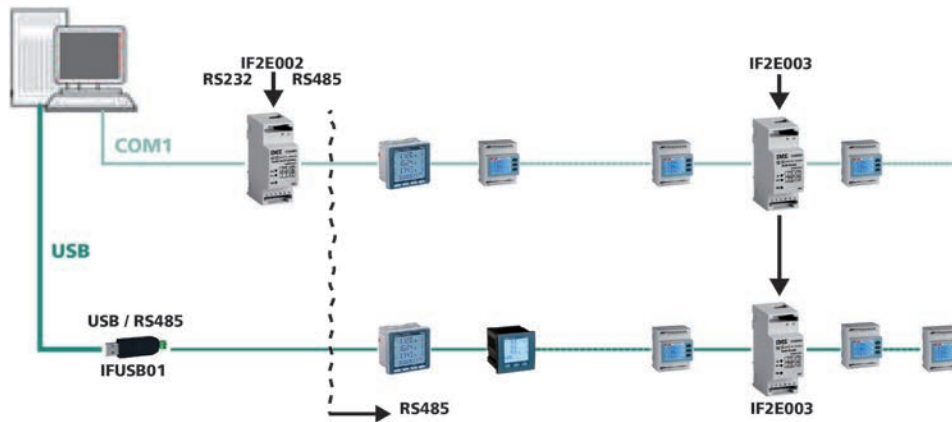 IF2E002
RS232 RS485
IF2E003
COM1
USB
USB / RS485
IFUSB01
RS485
IF2E003